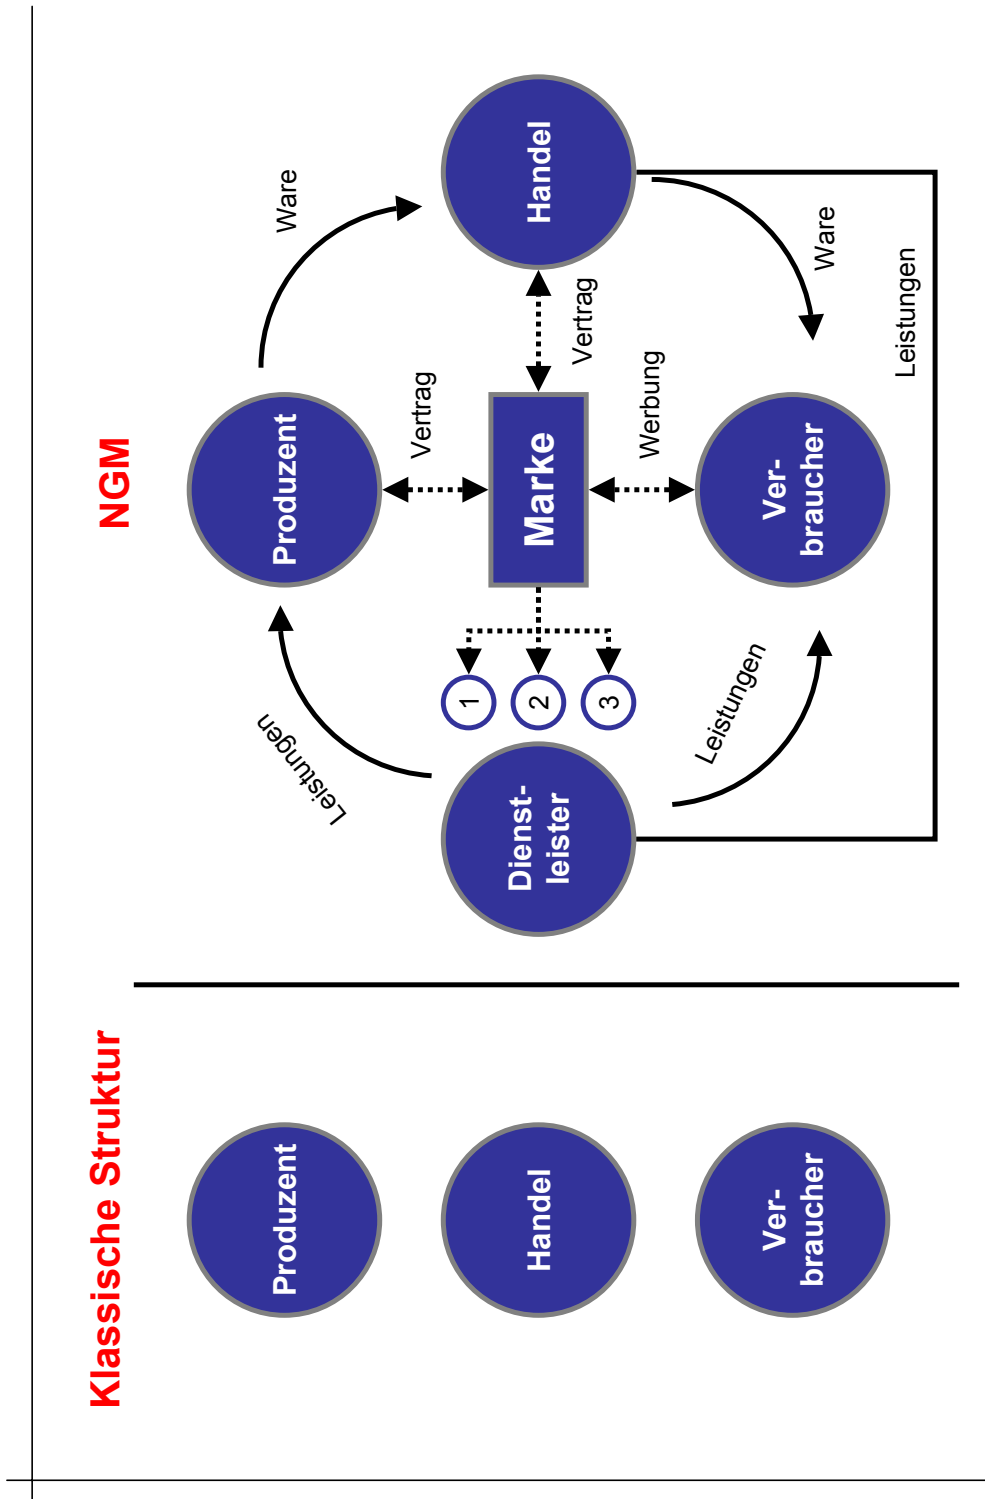 Klassische Struktur
Produzent
Handel
Ver-
braucher
NGM
Produzent
Ware
Leistungen
Vertrag
Dienst-
leister
1
2
3
Marke
Vertrag
Handel
Werbung
Leistungen
Ware
Ver-
braucher
Leistungen